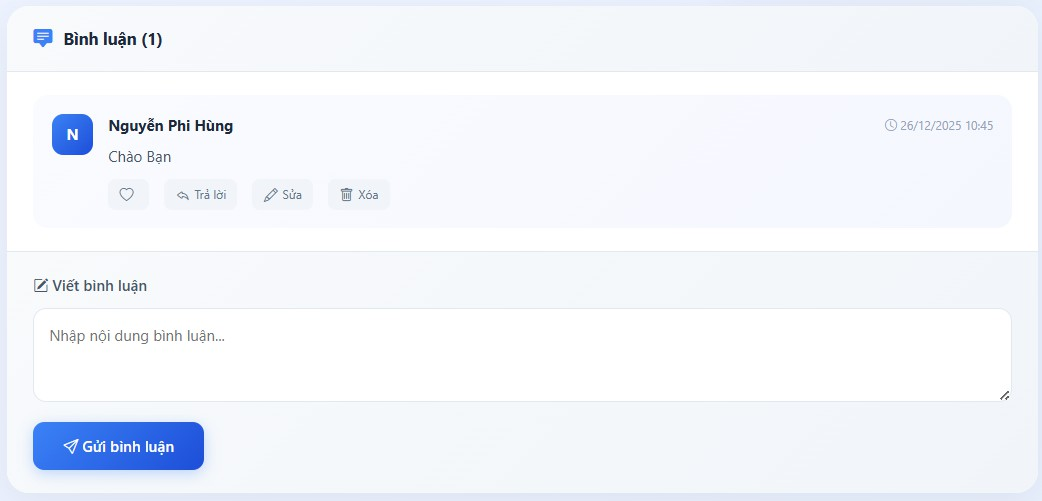 Bình luận (1)
N
Nguyễn Phi Hùng
26/12/2025 10:45
Chào Bạn
Trả lời
Sửa
Xóa
Viết bình luận
Nhập nội dung bình luận...
Gửi bình luận